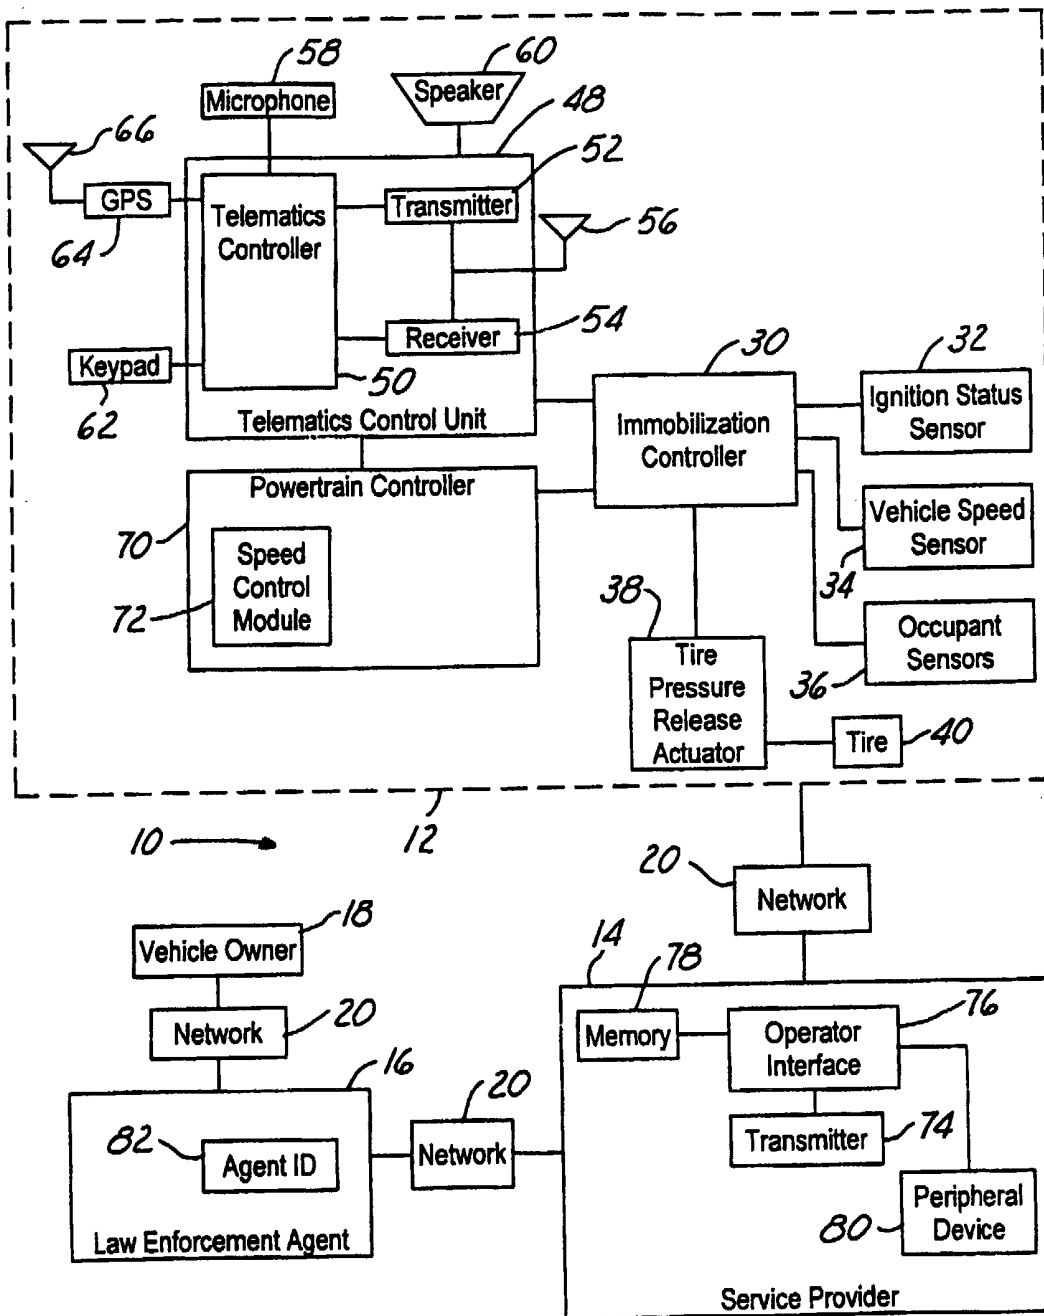 58
Microphone
60
Speaker
48
66
GPS
64
Telematics
Controller
52
Transmitter
56
Receiver
54
Keypad
62
50
Telematics Control Unit
30
Immobilization
Controller
32
Ignition Status
Sensor
Vehicle Speed
Sensor
34
Occupant
Sensors
36
Powertrain Controller
70
Speed
Control
Module
72
38
Tire
Pressure
Release
Actuator
Tire
40
10
12
20
Network
18
Vehicle Owner
Network
20
16
82
Agent ID
Law Enforcement Agent
20
Network
14
78
Memory
76
Operator
Interface
Transmitter
74
Peripheral
Device
80
Service Provider